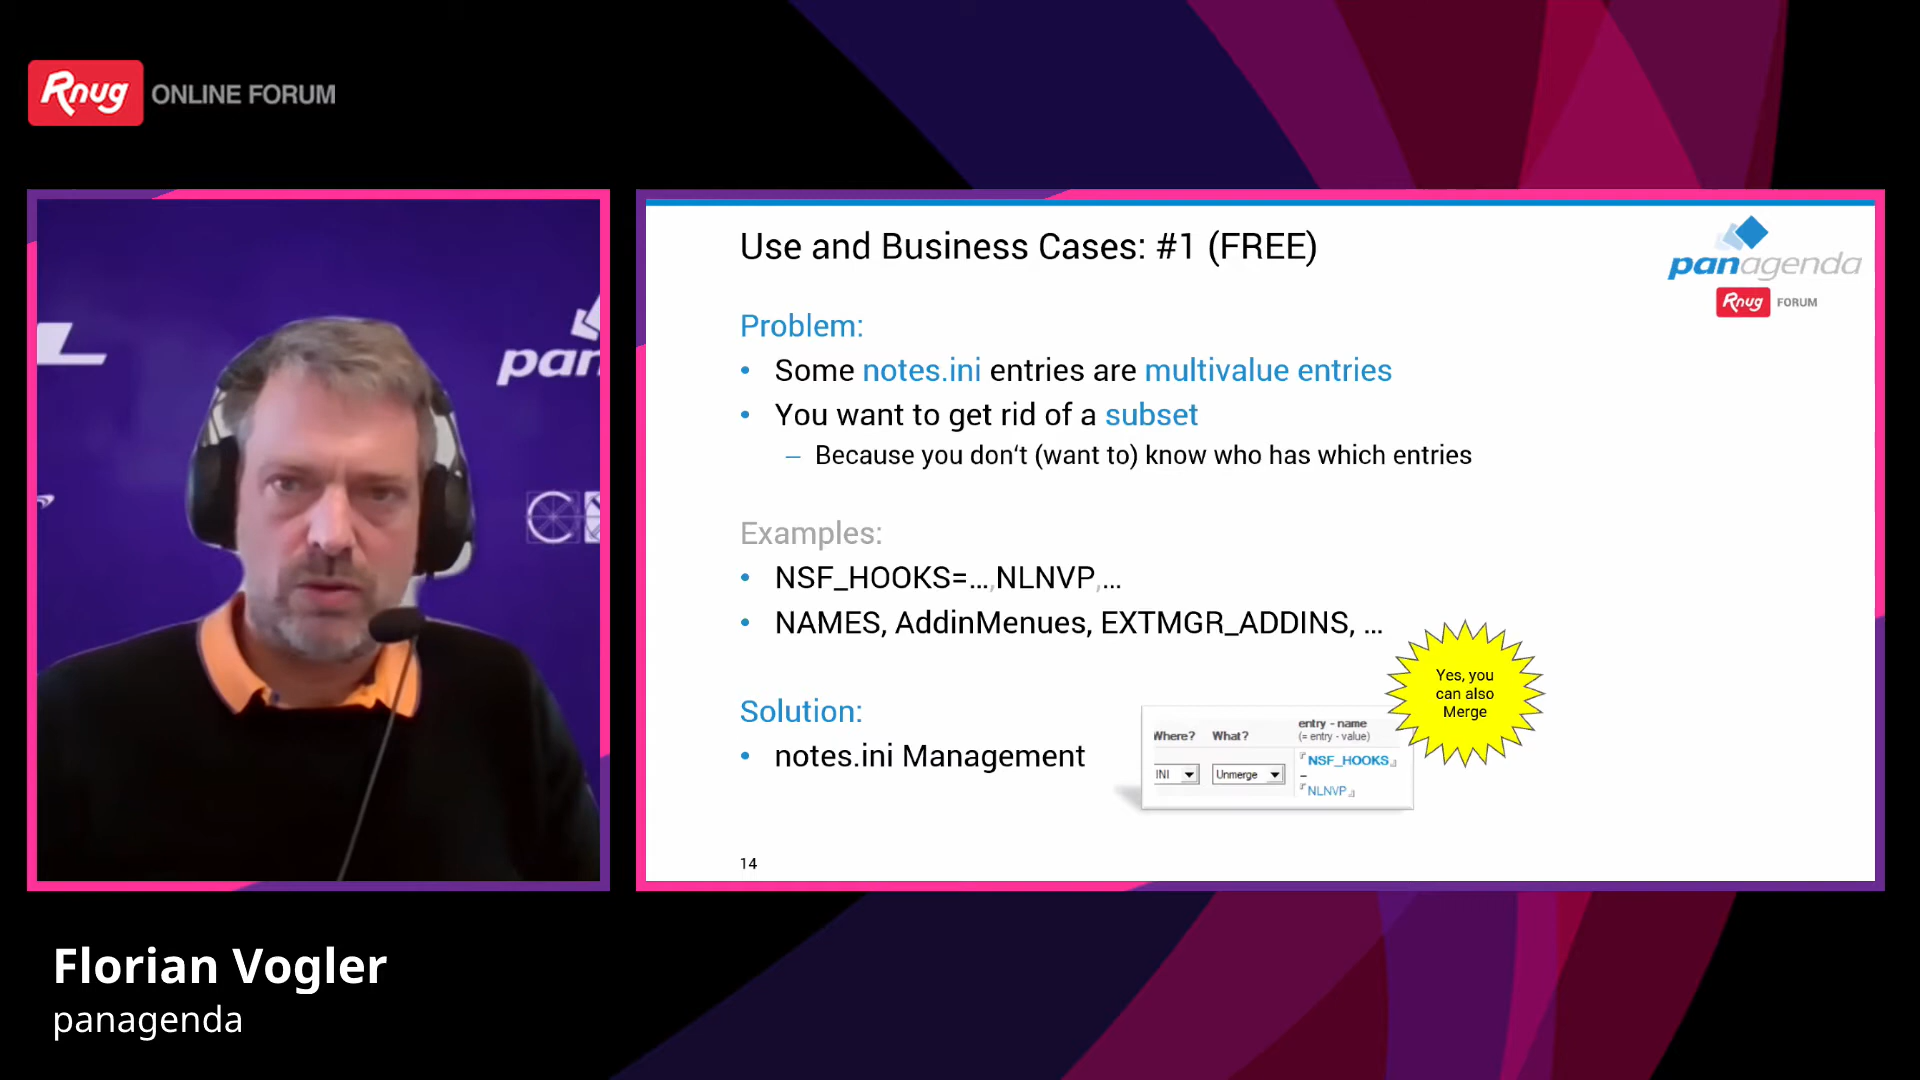 Rnug ONLINE FORUM
pan
Use and Business Cases: #1 (FREE)
panagenda
Rnug FORUM
Problem:
• Some notes.ini entries are multivalue entries
• You want to get rid of a subset
– Because you don‘t (want to) know who has which entries
Examples:
• NSF_HOOKS=…,NLNVP,…
• NAMES, AddinMenues, EXTMGR_ADDINS, …
Yes, you
can also
Merge
Solution:
• notes.ini Management
Where? What? entry - name
(= entry - value)
INI Unmerge 『NSF_HOOKS』
–
『NLNVP』
14
Florian Vogler
panagenda